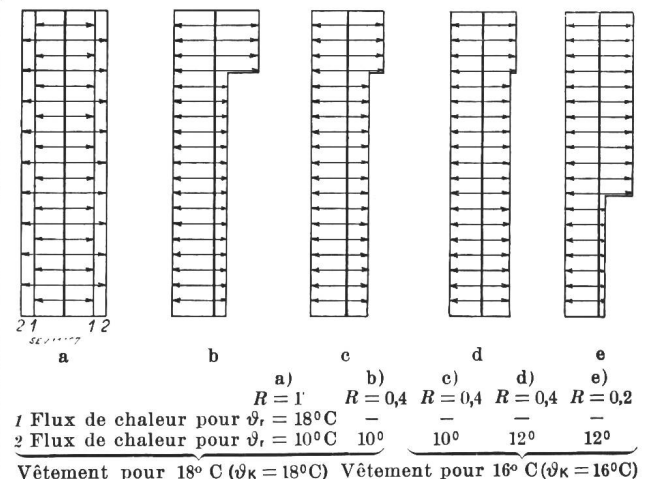 2 1 1 2
a b c d e
a) b) c) d) e)
R = 1 R = 0,4 R = 0,4 R = 0,4 R = 0,2
1 Flux de chaleur pour ϑr = 18°C — — — —
2 Flux de chaleur pour ϑr = 10°C 10° 10° 12° 12°
Vêtement pour 18° C (ϑK = 18°C) Vêtement pour 16° C (ϑK = 16°C)